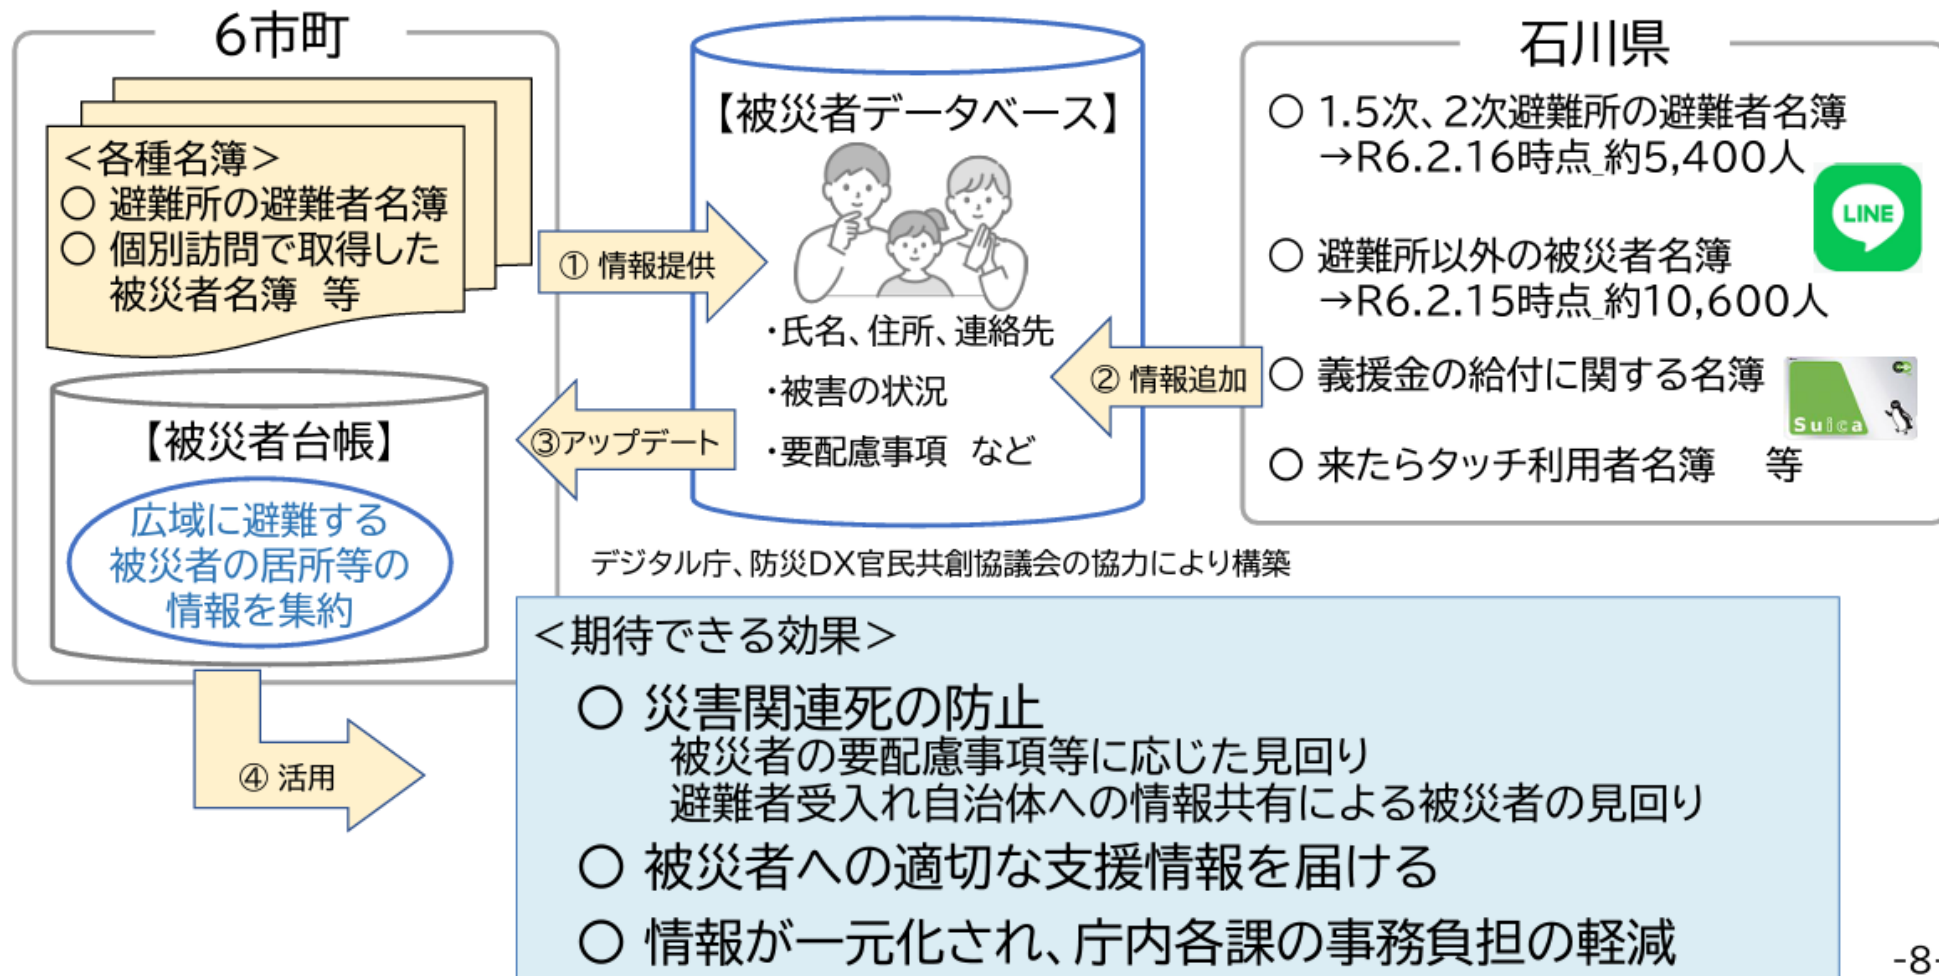 6市町
＜各種名簿＞
〇 避難所の避難者名簿
〇 個別訪問で取得した
被災者名簿　等
【被災者台帳】
広域に避難する
被災者の居所等の
情報を集約
① 情報提供
【被災者データベース】
・氏名、住所、連絡先
・被害の状況
・要配慮事項　など
② 情報追加
③アップデート
石川県
〇 1.5次、2次避難所の避難者名簿
→R6.2.16時点_約5,400人
LINE
〇 避難所以外の被災者名簿
→R6.2.15時点_約10,600人
〇 義援金の給付に関する名簿
Suica
〇 来たらタッチ利用者名簿　等
デジタル庁、防災DX官民共創協議会の協力により構築
④ 活用
＜期待できる効果＞
〇 災害関連死の防止
被災者の要配慮事項等に応じた見回り
避難者受入れ自治体への情報共有による被災者の見回り
〇 被災者への適切な支援情報を届ける
〇 情報が一元化され、庁内各課の事務負担の軽減
-8-